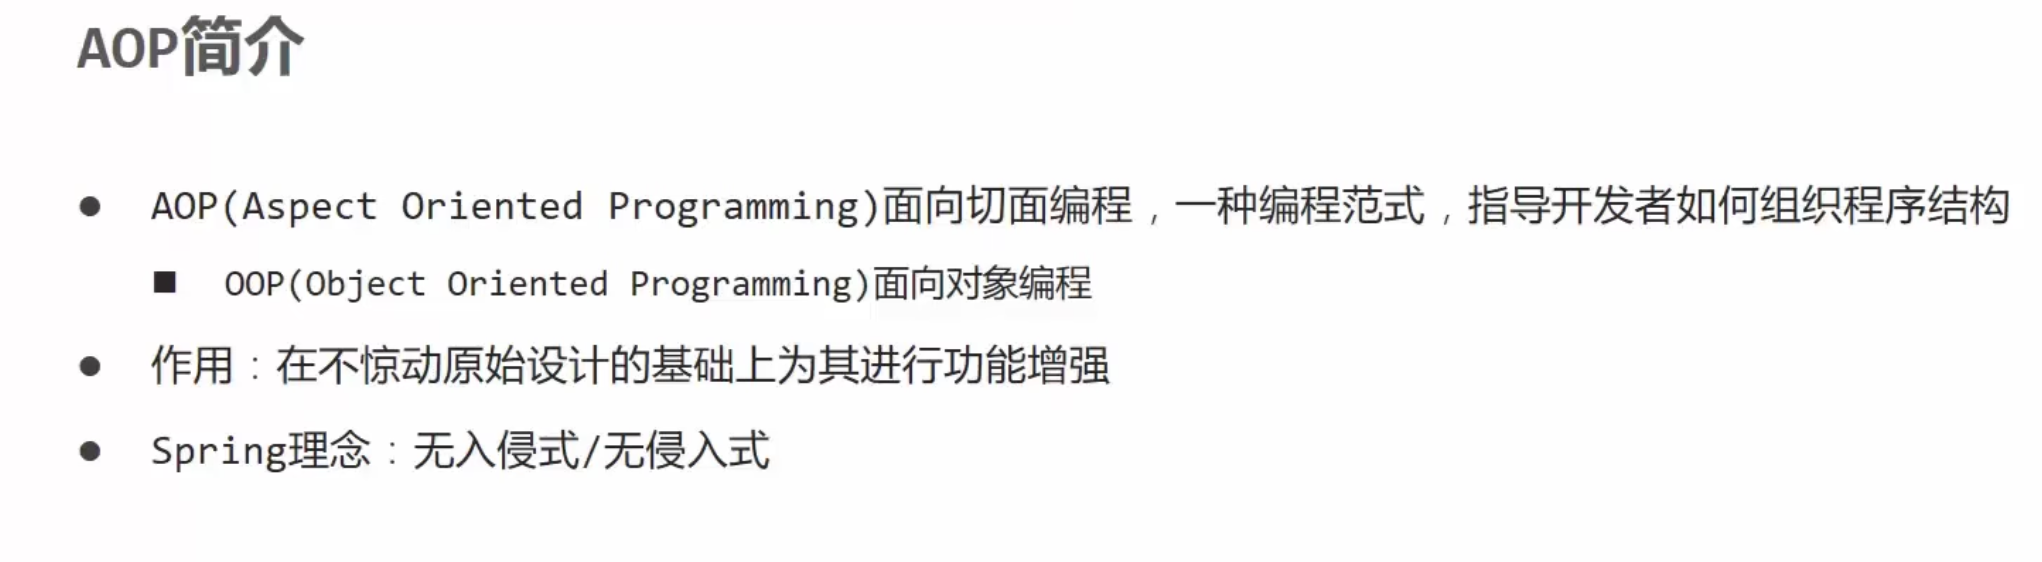 AOP简介
● AOP(Aspect Oriented Programming)面向切面编程，一种编程范式，指导开发者如何组织程序结构
■ OOP(Object Oriented Programming)面向对象编程
● 作用：在不惊动原始设计的基础上为其进行功能增强
● Spring理念：无入侵式/无侵入式